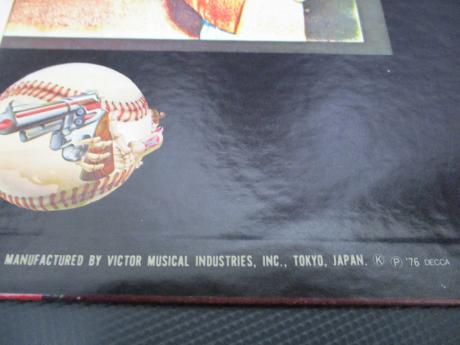 MANUFACTURED BY VICTOR MUSICAL INDUSTRIES, INC., TOKYO, JAPAN. Ⓚ Ⓟ '76 DECCA